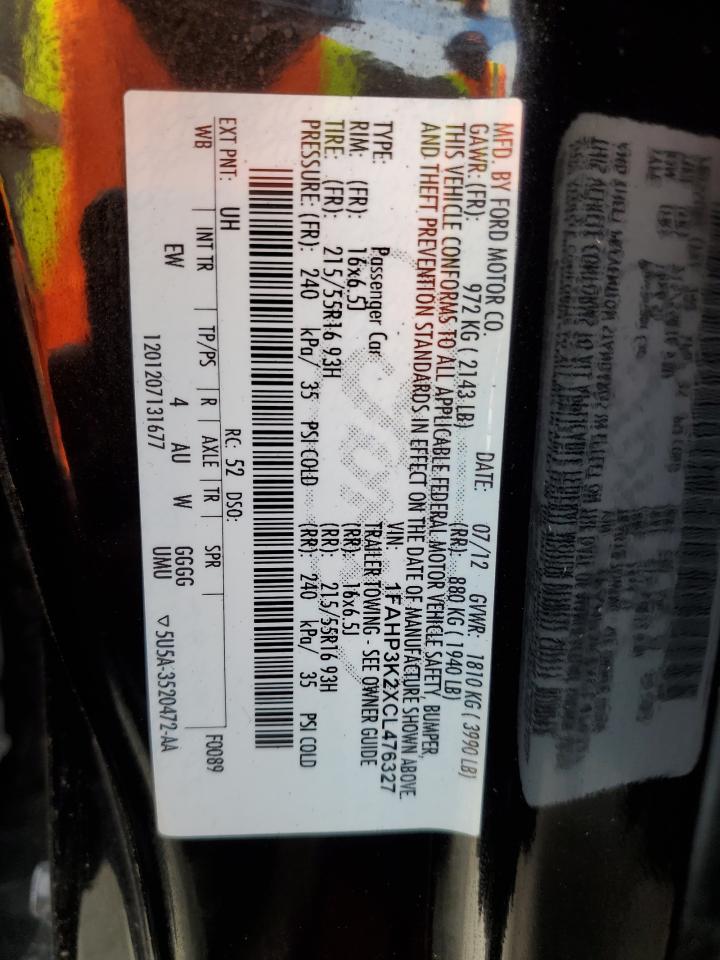 MFD. BY FORD MOTOR CO.
DATE: 07/12 GVWR: 1810 KG ( 3990 LB)
GAWR: (FR): 972 KG ( 2143 LB) (RR): 880 KG ( 1940 LB)
THIS VEHICLE CONFORMS TO ALL APPLICABLE FEDERAL MOTOR VEHICLE SAFETY, BUMPER,
AND THEFT PREVENTION STANDARDS IN EFFECT ON THE DATE OF MANUFACTURE SHOWN ABOVE.
VIN: 1FAHP3K2XCL476327
TYPE: Passenger Car TRAILER TOWING - SEE OWNER GUIDE
RIM: (FR): 16x6.5J (RR): 16x6.5J
TIRE: (FR): 215/55R16 93H (RR): 215/55R16 93H
PRESSURE: (FR): 240 kPa/ 35 PSI COLD (RR): 240 kPa/ 35 PSI COLD
EXT PNT: UH RC: 52 DSO: F0089
WB INT TR TP/PS R AXLE TR SPR
EW 4 AU W GGGG
1201207131677 UMU ▽5U5A-3520472-AA